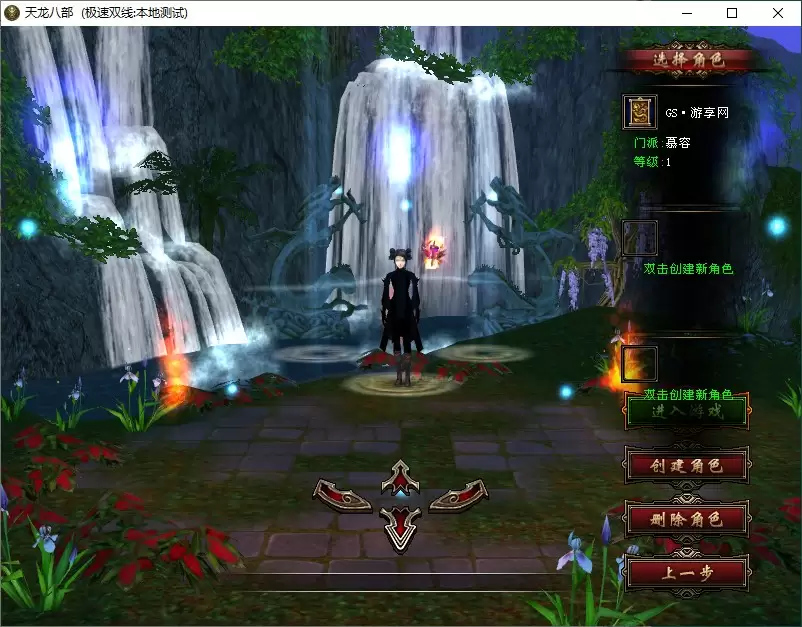 天龙八部 (极速双线:本地测试)
选择角色
GS·游享网
门派:慕容
等级:1
双击创建新角色
双击创建新角色
进入游戏
创建角色
删除角色
上一步